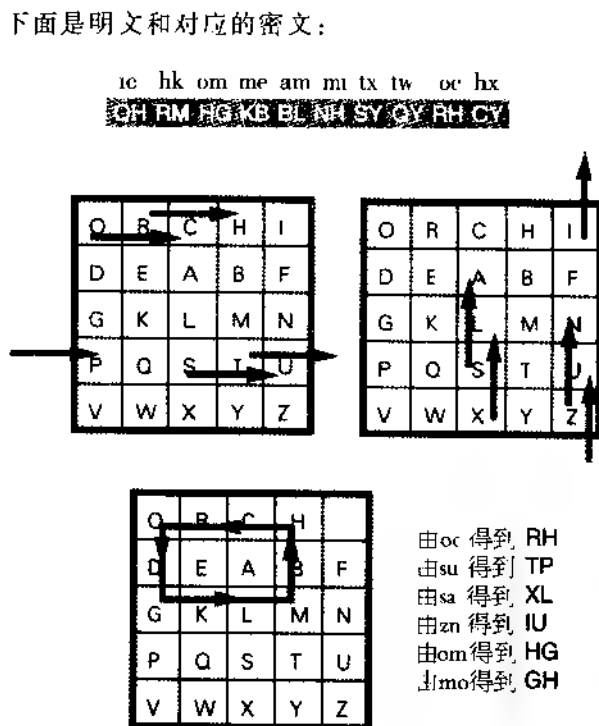 下面是明文和对应的密文：
ic hk om me am mi tx tw oc hx
OH RM HG KB BL NH SY QY RH CY
O R C H I
D E A B F
G K L M N
P Q S T U
V W X Y Z
O R C H I
D E A B F
G K L M N
P Q S T U
V W X Y Z
O R C H
D E A B F
G K L M N
P Q S T U
V W X Y Z
由oc 得到 RH
由su 得到 TP
由sa 得到 XL
由zn 得到 IU
由om得到 HG
由mo得到 GH